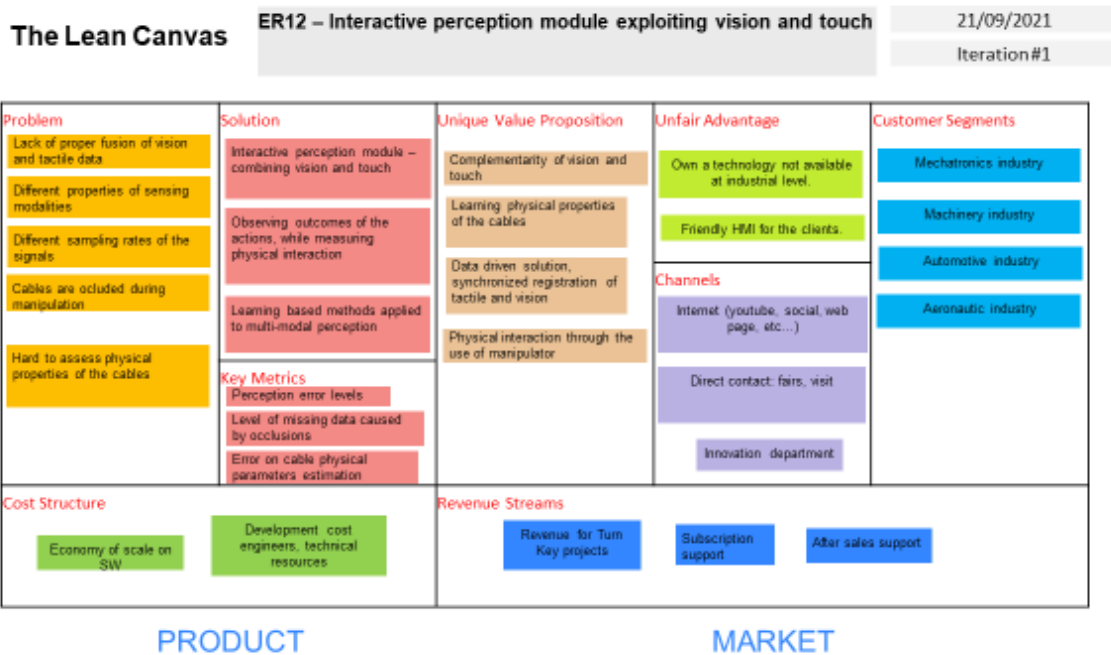 The Lean Canvas
ER12 – Interactive perception module exploiting vision and touch
21/09/2021
Iteration#1
Problem
Lack of proper fusion of vision
and tactile data
Different properties of sensing
modalities
Different sampling rates of the
signals
Cables are ocluded during
manipulation
Hard to assess physical
properties of the cables
Solution
Interactive perception module –
combining vision and touch
Observing outcomes of the
actions, while measuring
physical interaction
Learning based methods applied
to multi-modal perception
Key Metrics
Perception error levels
Level of missing data caused
by occlusions
Error on cable physical
parameters estimation
Unique Value Proposition
Complementarity of vision and
touch
Learning physical properties
of the cables
Data driven solution,
synchronized registration of
tactile and vision
Physical interaction through the
use of manipulator
Unfair Advantage
Own a technology not available
at industrial level.
Friendly HMI for the clients.
Channels
Internet (youtube, social, web
page, etc...)
Direct contact: fairs, visit
Innovation department
Customer Segments
Mechatronics industry
Machinery industry
Automotive industry
Aeronautic industry
Cost Structure
Economy of scale on
SW
Development cost
engineers, technical
resources
Revenue Streams
Revenue for Turn
Key projects
Subscription
support
After sales support
PRODUCT
MARKET